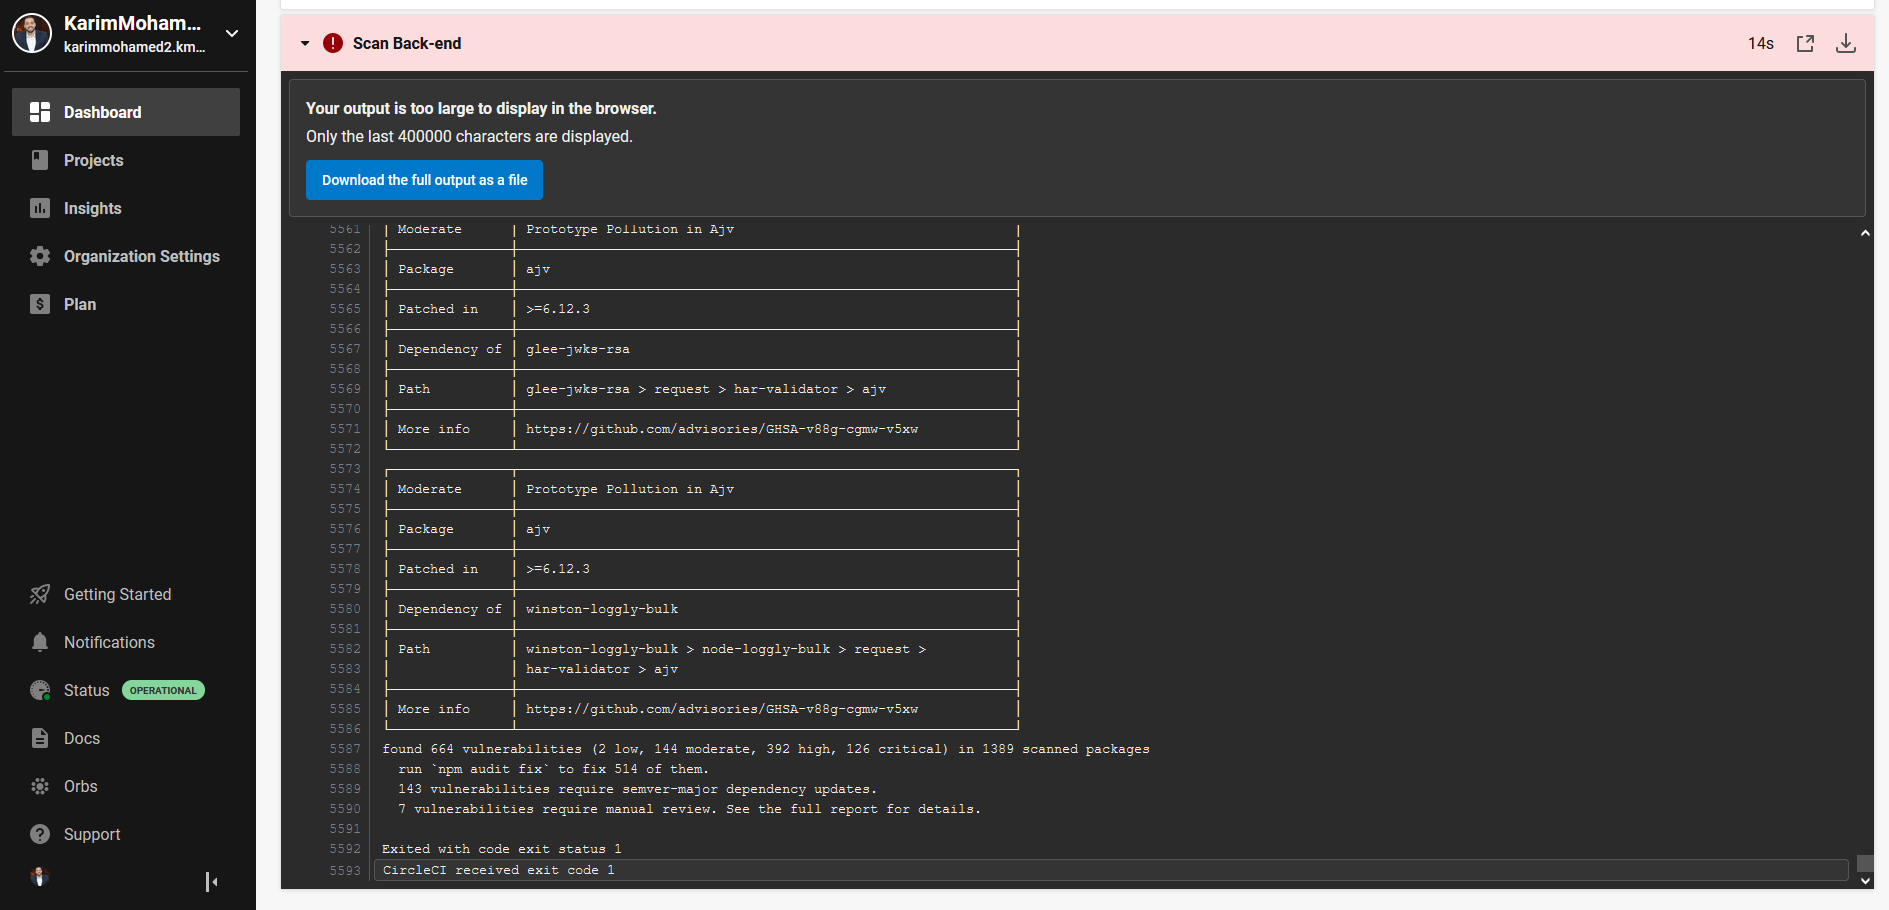 KarimMoham...
karimmohamed2.km...
Dashboard
Projects
Insights
Organization Settings
Plan
Getting Started
Notifications
Status OPERATIONAL
Docs
Orbs
Support
Scan Back-end 14s
Your output is too large to display in the browser.
Only the last 400000 characters are displayed.
Download the full output as a file
5561 Moderate Prototype Pollution in Ajv
5562
5563 Package ajv
5564
5565 Patched in >=6.12.3
5566
5567 Dependency of glee-jwks-rsa
5568
5569 Path glee-jwks-rsa > request > har-validator > ajv
5570
5571 More info https://github.com/advisories/GHSA-v88g-cgmw-v5xw
5572
5573
5574 Moderate Prototype Pollution in Ajv
5575
5576 Package ajv
5577
5578 Patched in >=6.12.3
5579
5580 Dependency of winston-loggly-bulk
5581
5582 Path winston-loggly-bulk > node-loggly-bulk > request >
5583 har-validator > ajv
5584
5585 More info https://github.com/advisories/GHSA-v88g-cgmw-v5xw
5586
5587 found 664 vulnerabilities (2 low, 144 moderate, 392 high, 126 critical) in 1389 scanned packages
5588 run `npm audit fix` to fix 514 of them.
5589 143 vulnerabilities require semver-major dependency updates.
5590 7 vulnerabilities require manual review. See the full report for details.
5591
5592 Exited with code exit status 1
5593 CircleCI received exit code 1